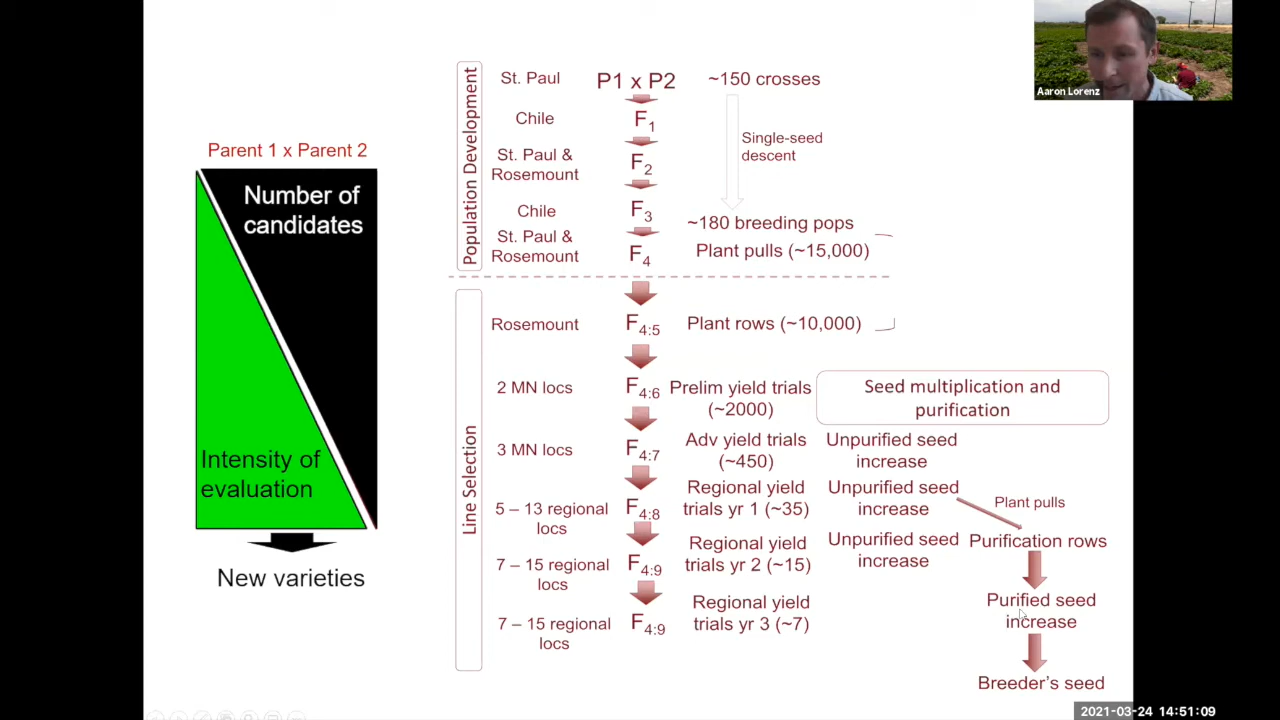 Aaron Lorenz
Parent 1 x Parent 2
Number of
candidates
Intensity of
evaluation
New varieties
Population Development
St. Paul
P1 x P2
~150 crosses
Chile
F1
Single-seed
descent
St. Paul &
Rosemount
F2
Chile
F3
~180 breeding pops
St. Paul &
Rosemount
F4
Plant pulls (~15,000)
Line Selection
Rosemount
F4:5
Plant rows (~10,000)
2 MN locs
F4:6
Prelim yield trials
(~2000)
Seed multiplication and
purification
3 MN locs
F4:7
Adv yield trials
(~450)
Unpurified seed
increase
5 – 13 regional
locs
F4:8
Regional yield
trials yr 1 (~35)
Unpurified seed
increase
Plant pulls
7 – 15 regional
locs
F4:9
Regional yield
trials yr 2 (~15)
Unpurified seed
increase
Purification rows
7 – 15 regional
locs
F4:9
Regional yield
trials yr 3 (~7)
Purified seed
increase
Breeder's seed
2021-03-24 14:51:09